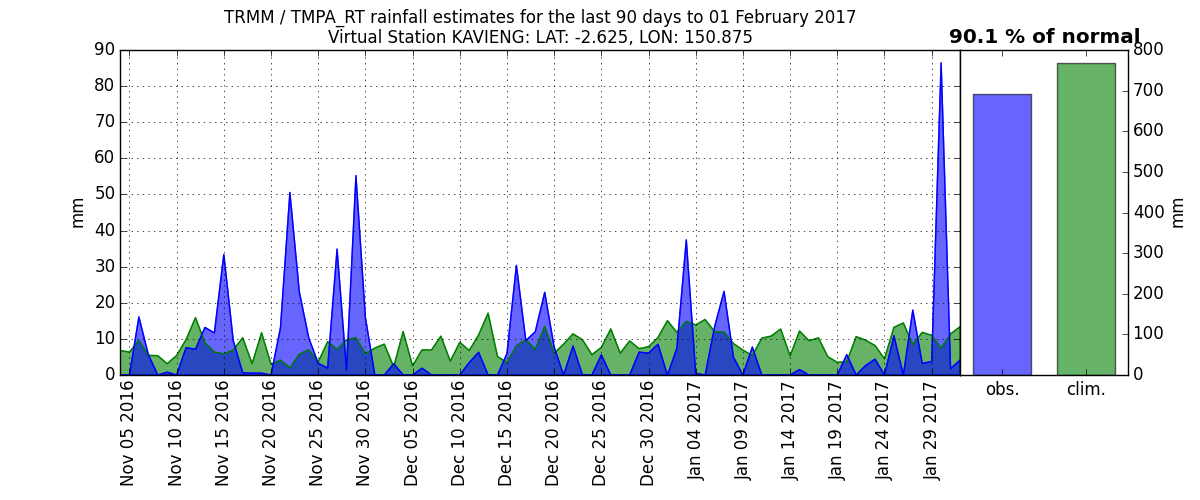 TRMM / TMPA_RT rainfall estimates for the last 90 days to 01 February 2017
Virtual Station KAVIENG: LAT: -2.625, LON: 150.875
90.1 % of normal
90
80
70
60
50
40
30
20
10
0
mm
Nov 05 2016
Nov 10 2016
Nov 15 2016
Nov 20 2016
Nov 25 2016
Nov 30 2016
Dec 05 2016
Dec 10 2016
Dec 15 2016
Dec 20 2016
Dec 25 2016
Dec 30 2016
Jan 04 2017
Jan 09 2017
Jan 14 2017
Jan 19 2017
Jan 24 2017
Jan 29 2017
obs.
clim.
800
700
600
500
400
300
200
100
0
mm